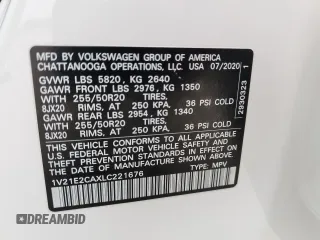 MFD BY VOLKSWAGEN GROUP OF AMERICA
CHATTANOOGA OPERATIONS, LLC, USA 07/2020
GVWR LBS 5820, KG 2640
GAWR FRONT LBS 2976, KG 1350
WITH 255/50R20 TIRES,
8JX20 RIMS, AT 250 KPA. 36 PSI COLD
GAWR REAR LBS 2954, KG 1340
WITH 255/50R20 TIRES,
8JX20 RIMS, AT 250 KPA. 36 PSI COLD
THIS VEHICLE CONFORMS TO ALL APPLICABLE
FEDERAL MOTOR VEHICLE SAFETY AND
THEFT PREVENTION STANDARDS IN EFFECT ON
THE DATE OF MANUFACTURE SHOWN ABOVE.
1V21E2CAXLC221676 TYPE: MPV
2930323 1
AUTO.BIDHISTORY